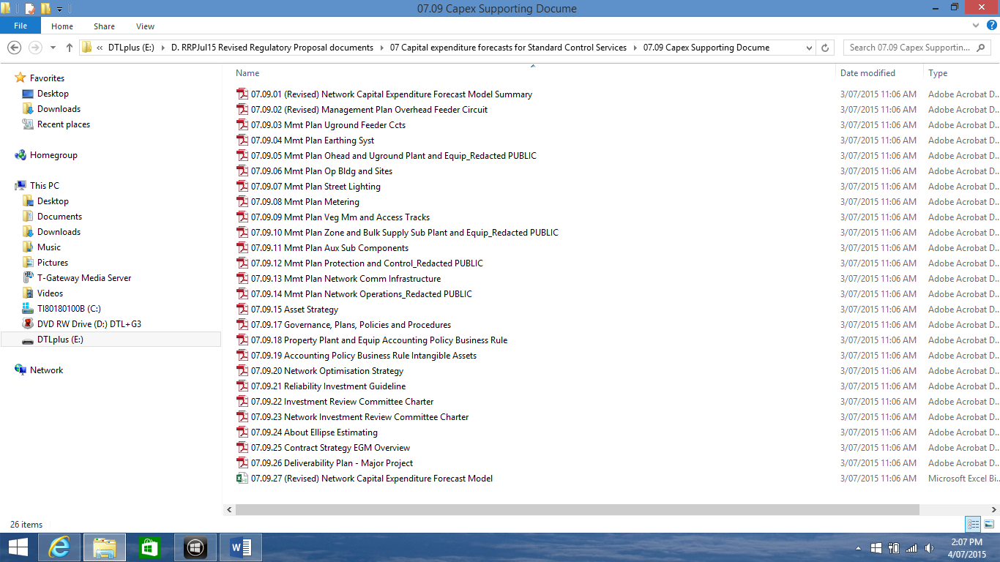 07.09 Capex Supporting Docume
File Home Share View
« DTLplus (E:) D. RRPJul15 Revised Regulatory Proposal documents 07 Capital expenditure forecasts for Standard Control Services 07.09 Capex Supporting Docume
Search 07.09 Capex Supportin...
Favorites
Desktop
Downloads
Recent places
Homegroup
This PC
Desktop
Documents
Downloads
Music
Pictures
T-Gateway Media Server
Videos
TI80180100B (C:)
DVD RW Drive (D:) DTL+G3
DTLplus (E:)
Network
Name Date modified Type
07.09.01 (Revised) Network Capital Expenditure Forecast Model Summary 3/07/2015 11:06 AM Adobe Acrobat D...
07.09.02 (Revised) Management Plan Overhead Feeder Circuit 3/07/2015 11:06 AM Adobe Acrobat D...
07.09.03 Mmt Plan Uground Feeder Ccts 3/07/2015 11:06 AM Adobe Acrobat D...
07.09.04 Mmt Plan Earthing Syst 3/07/2015 11:06 AM Adobe Acrobat D...
07.09.05 Mmt Plan Ohead and Uground Plant and Equip_Redacted PUBLIC 3/07/2015 11:06 AM Adobe Acrobat D...
07.09.06 Mmt Plan Op Bldg and Sites 3/07/2015 11:06 AM Adobe Acrobat D...
07.09.07 Mmt Plan Street Lighting 3/07/2015 11:06 AM Adobe Acrobat D...
07.09.08 Mmt Plan Metering 3/07/2015 11:06 AM Adobe Acrobat D...
07.09.09 Mmt Plan Veg Mm and Access Tracks 3/07/2015 11:06 AM Adobe Acrobat D...
07.09.10 Mmt Plan Zone and Bulk Supply Sub Plant and Equip_Redacted PUBLIC 3/07/2015 11:06 AM Adobe Acrobat D...
07.09.11 Mmt Plan Aux Sub Components 3/07/2015 11:06 AM Adobe Acrobat D...
07.09.12 Mmt Plan Protection and Control_Redacted PUBLIC 3/07/2015 11:06 AM Adobe Acrobat D...
07.09.13 Mmt Plan Network Comm Infrastructure 3/07/2015 11:06 AM Adobe Acrobat D...
07.09.14 Mmt Plan Network Operations_Redacted PUBLIC 3/07/2015 11:06 AM Adobe Acrobat D...
07.09.15 Asset Strategy 3/07/2015 11:06 AM Adobe Acrobat D...
07.09.17 Governance, Plans, Policies and Procedures 3/07/2015 11:06 AM Adobe Acrobat D...
07.09.18 Property Plant and Equip Accounting Policy Business Rule 3/07/2015 11:06 AM Adobe Acrobat D...
07.09.19 Accounting Policy Business Rule Intangible Assets 3/07/2015 11:06 AM Adobe Acrobat D...
07.09.20 Network Optimisation Strategy 3/07/2015 11:06 AM Adobe Acrobat D...
07.09.21 Reliability Investment Guideline 3/07/2015 11:06 AM Adobe Acrobat D...
07.09.22 Investment Review Committee Charter 3/07/2015 11:06 AM Adobe Acrobat D...
07.09.23 Network Investment Review Committee Charter 3/07/2015 11:06 AM Adobe Acrobat D...
07.09.24 About Ellipse Estimating 3/07/2015 11:06 AM Adobe Acrobat D...
07.09.25 Contract Strategy EGM Overview 3/07/2015 11:06 AM Adobe Acrobat D...
07.09.26 Deliverability Plan - Major Project 3/07/2015 11:06 AM Adobe Acrobat D...
07.09.27 (Revised) Network Capital Expenditure Forecast Model 3/07/2015 11:06 AM Microsoft Excel Bi...
26 items
2:07 PM
4/07/2015